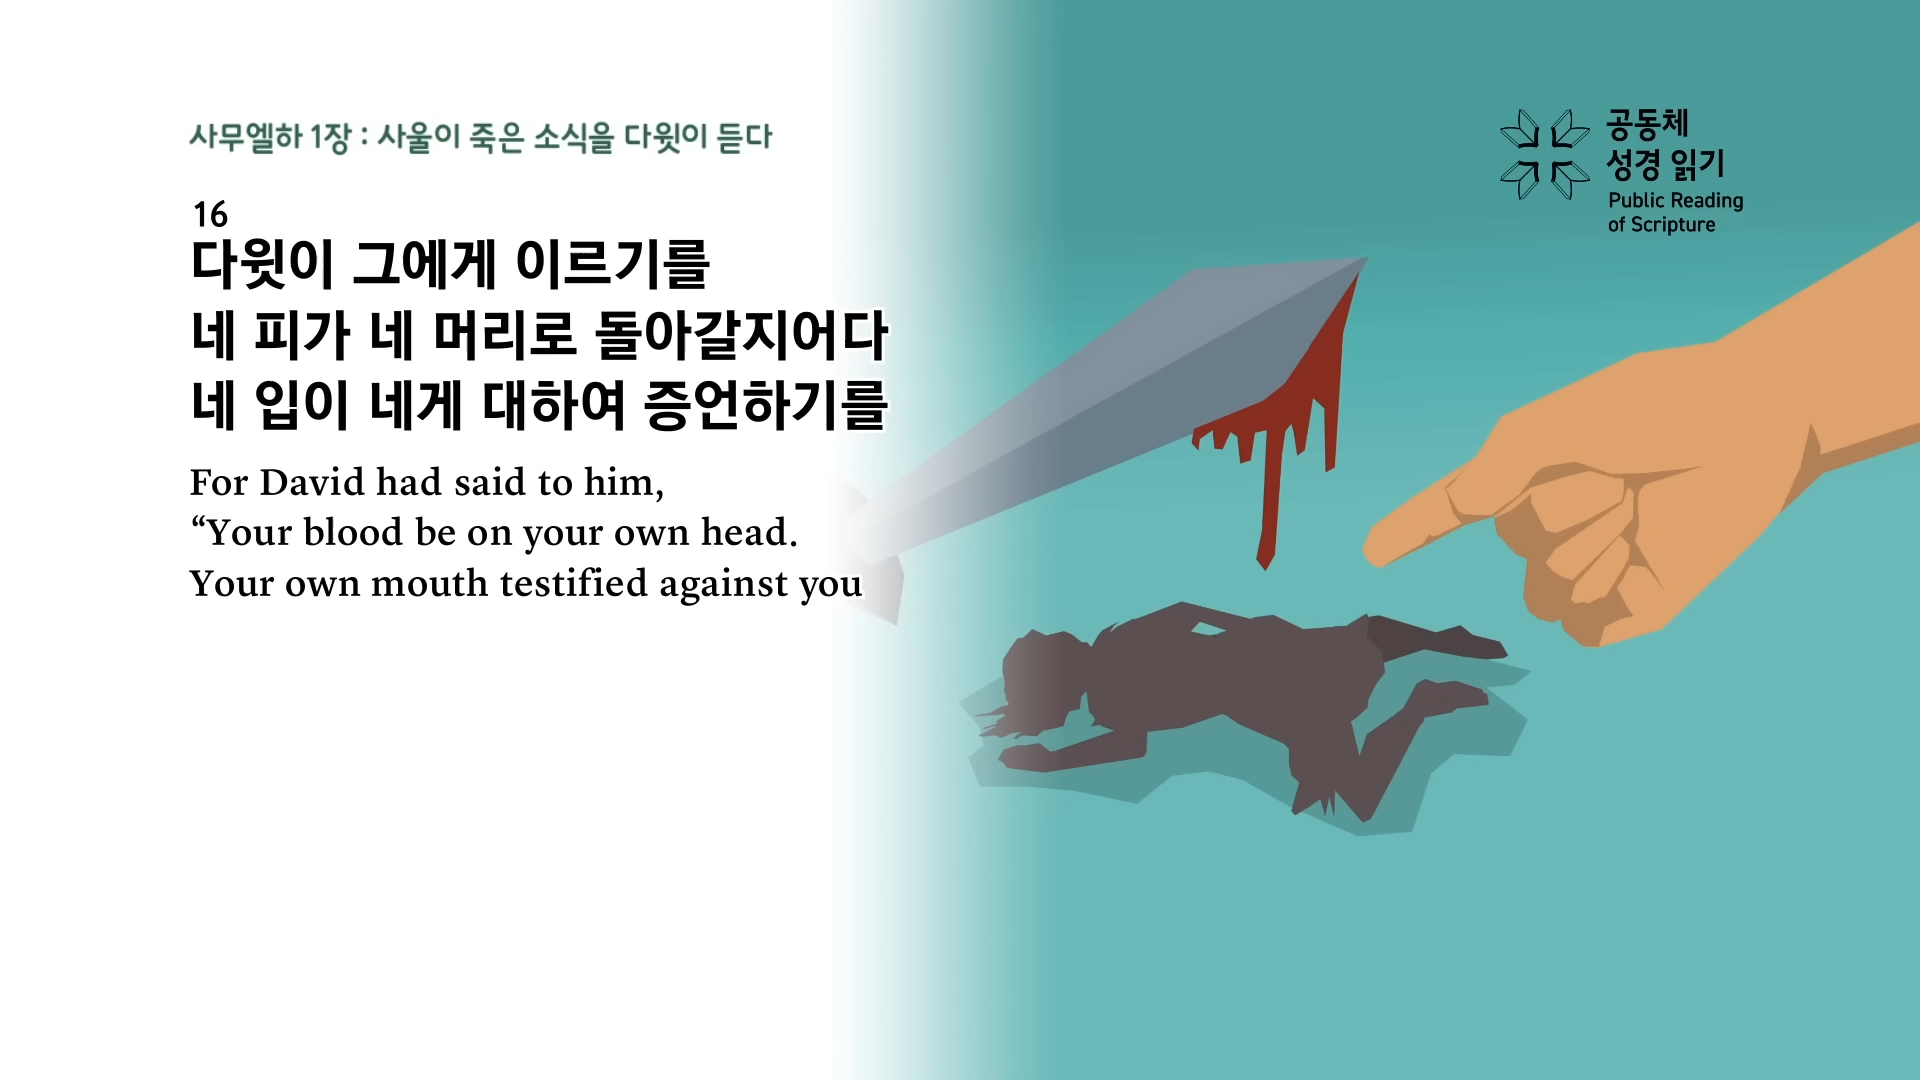 사무엘하 1장 : 사울이 죽은 소식을 다윗이 듣다
16
다윗이 그에게 이르기를
네 피가 네 머리로 돌아갈지어다
네 입이 네게 대하여 증언하기를
For David had said to him,
“Your blood be on your own head.
Your own mouth testified against you
공동체
성경 읽기
Public Reading
of Scripture